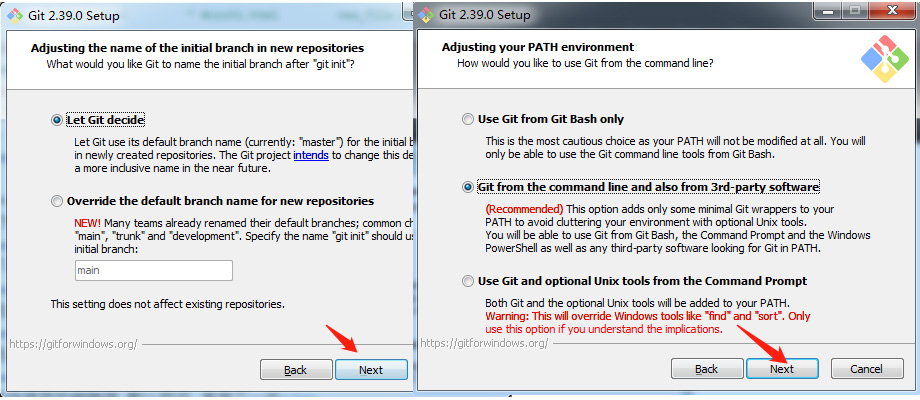 Git 2.39.0 Setup
Adjusting the name of the initial branch in new repositories
What would you like Git to name the initial branch after "git init"?
Let Git decide
Let Git use its default branch name (currently: "master") for the initial
in newly created repositories. The Git project intends to change this
a more inclusive name in the near future.
Override the default branch name for new repositories
NEW! Many teams already renamed their default branches; common
"main", "trunk" and "development". Specify the name "git init" should
initial branch:
main
This setting does not affect existing repositories.
https://gitforwindows.org/
Back
Next
Git 2.39.0 Setup
Adjusting your PATH environment
How would you like to use Git from the command line?
Use Git from Git Bash only
This is the most cautious choice as your PATH will not be modified at all. You will
only be able to use the Git command line tools from Git Bash.
Git from the command line and also from 3rd-party software
(Recommended) This option adds only some minimal Git wrappers to your
PATH to avoid cluttering your environment with optional Unix tools.
You will be able to use Git from Git Bash, the Command Prompt and the Windows
PowerShell as well as any third-party software looking for Git in PATH.
Use Git and optional Unix tools from the Command Prompt
Both Git and the optional Unix tools will be added to your PATH.
Warning: This will override Windows tools like "find" and "sort". Only
use this option if you understand the implications.
https://gitforwindows.org/
Back
Next
Cancel